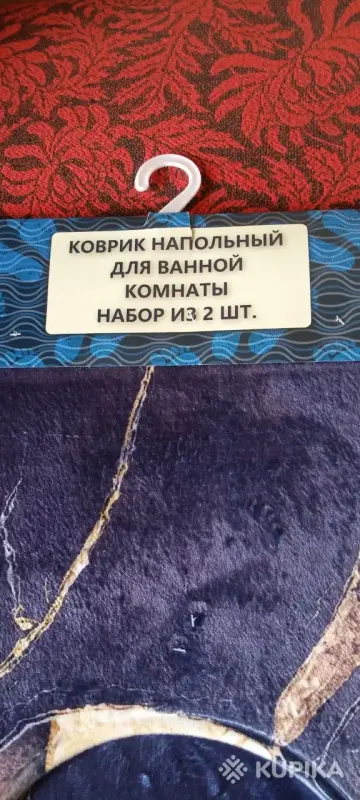 КОВРИК НАПОЛЬНЫЙ
ДЛЯ ВАННОЙ
КОМНАТЫ
НАБОР ИЗ 2 ШТ.
KUPIKA